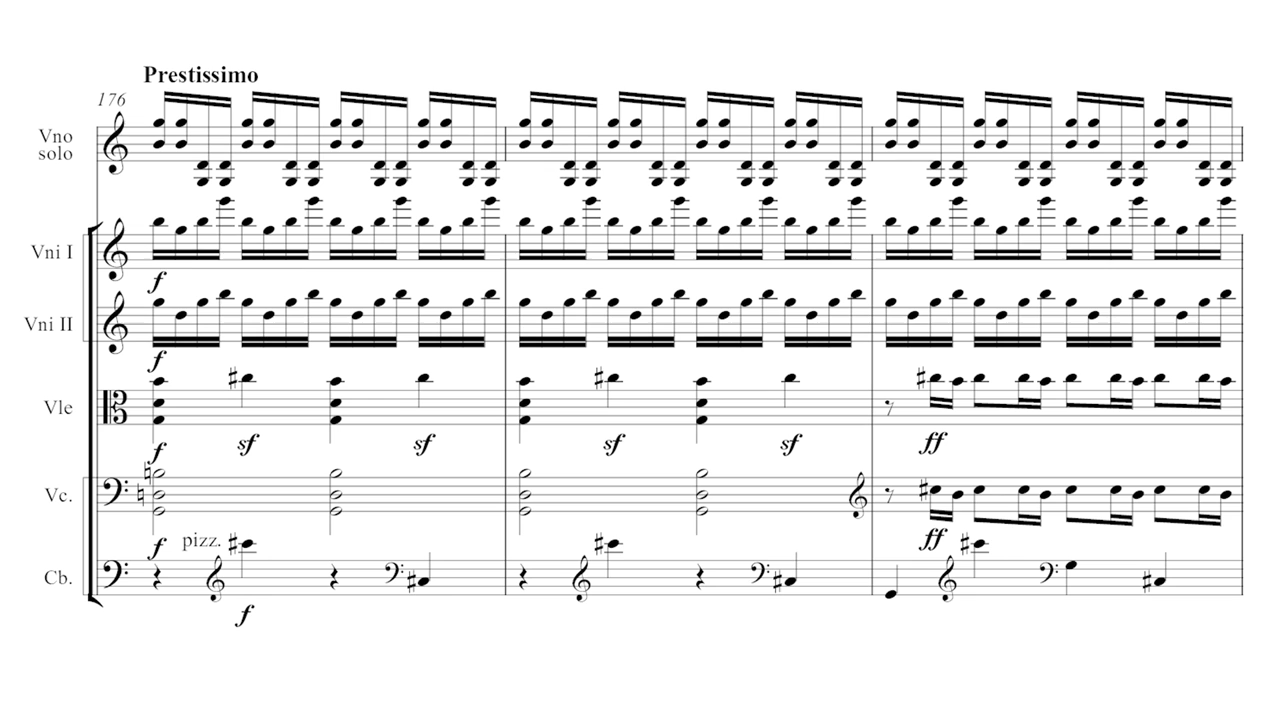 Prestissimo
176
Vno
solo
Vni I
f
Vni II
f
Vle
f sf sf sf sf ff
Vc.
f pizz. ff
Cb.
f